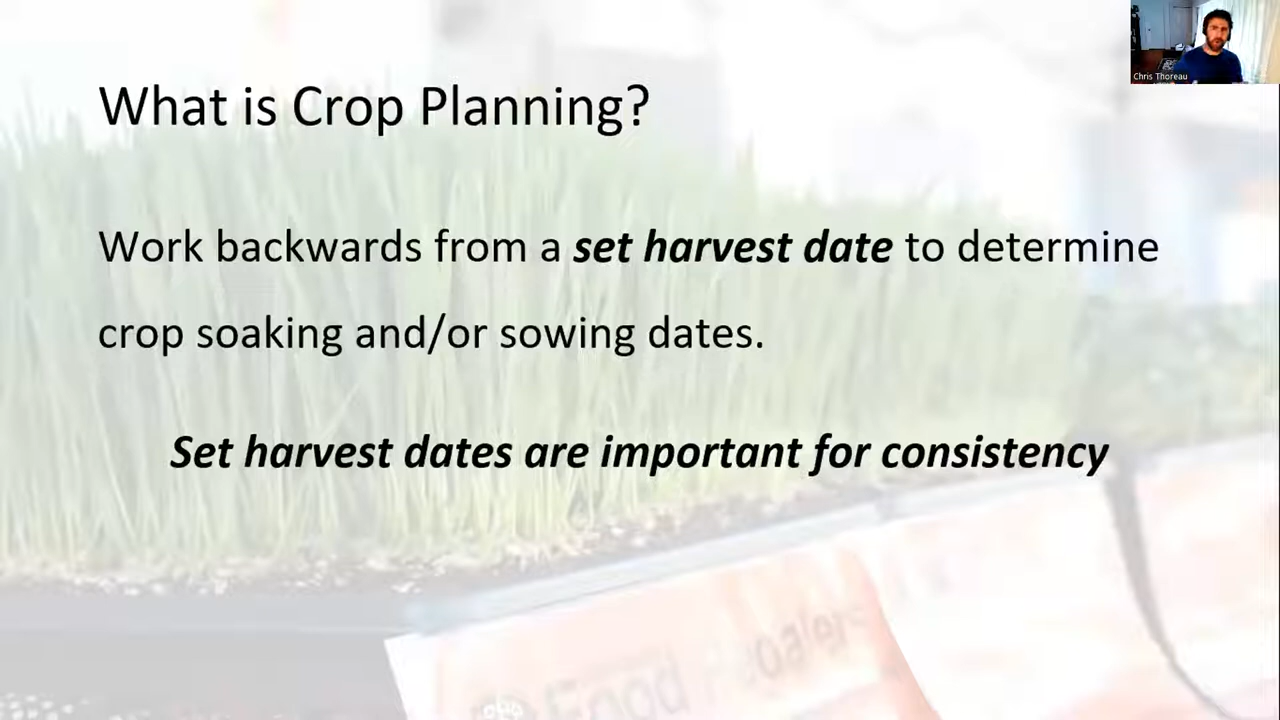 What is Crop Planning?
Chris Thoreau
Work backwards from a set harvest date to determine
crop soaking and/or sowing dates.
Set harvest dates are important for consistency
Food